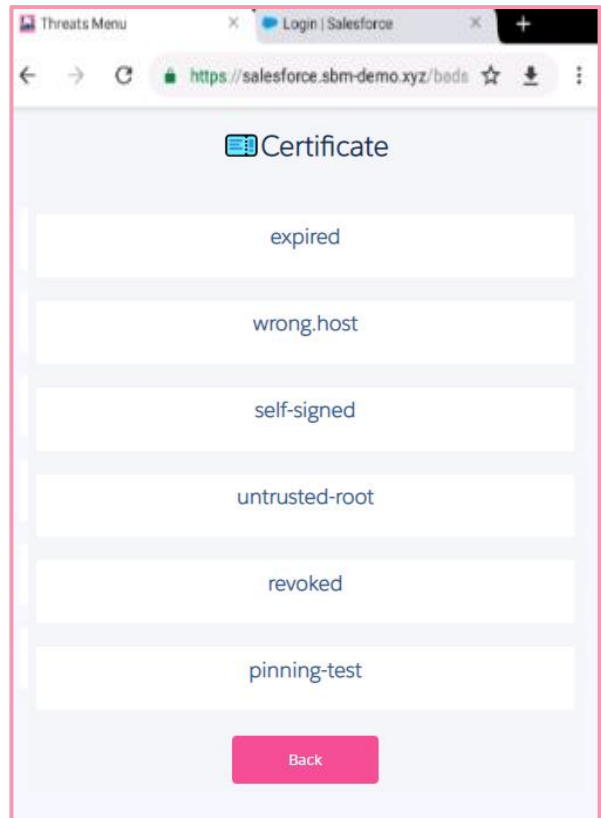 Threats Menu
Login | Salesforce
https://salesforce.sbm-demo.xyz/bads
Certificate
expired
wrong.host
self-signed
untrusted-root
revoked
pinning-test
Back